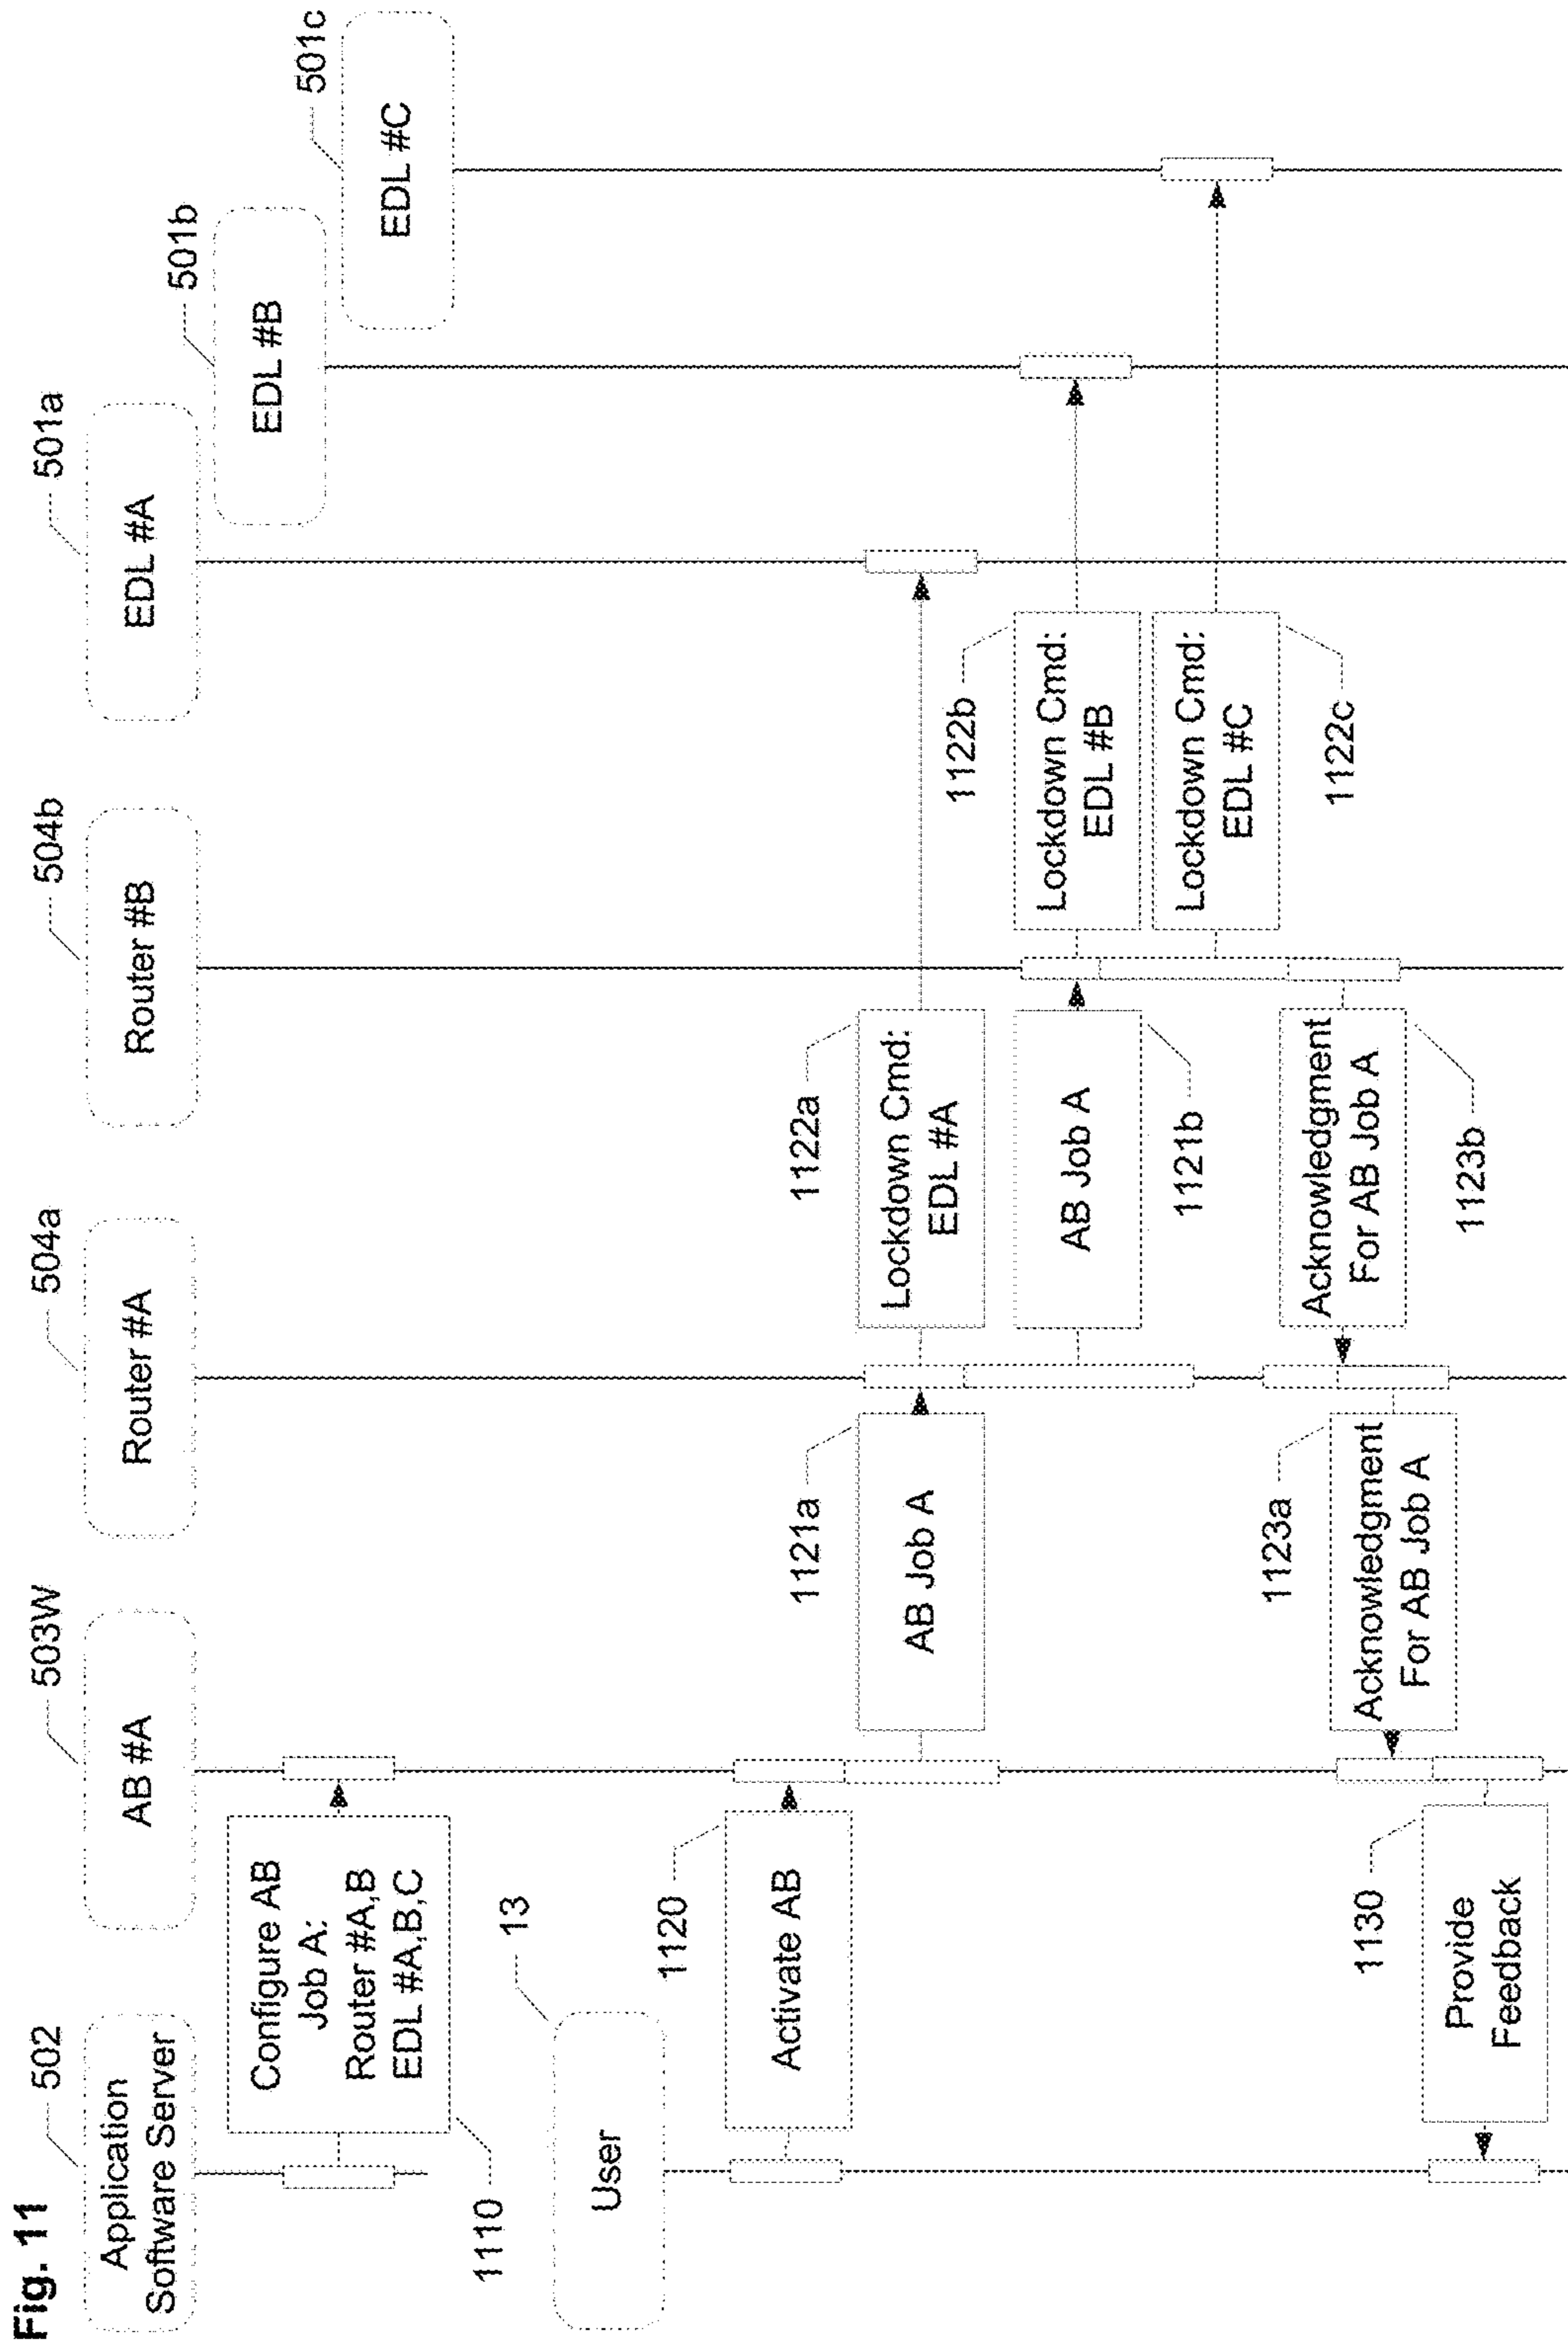 Fig. 11
502
Application
Software Server
503W
AB #A
504a
Router #A
504b
Router #B
501a
EDL #A
501b
EDL #B
501c
EDL #C
Configure AB
Job A:
Router #A,B
EDL #A,B,C
1110
13
User
1120
Activate AB
1121a
AB Job A
1122a
Lockdown Cmd:
EDL #A
AB Job A
1121b
1122b
Lockdown Cmd:
EDL #B
Lockdown Cmd:
EDL #C
1122c
Acknowledgment
For AB Job A
1123b
1123a
Acknowledgment
For AB Job A
1130
Provide
Feedback